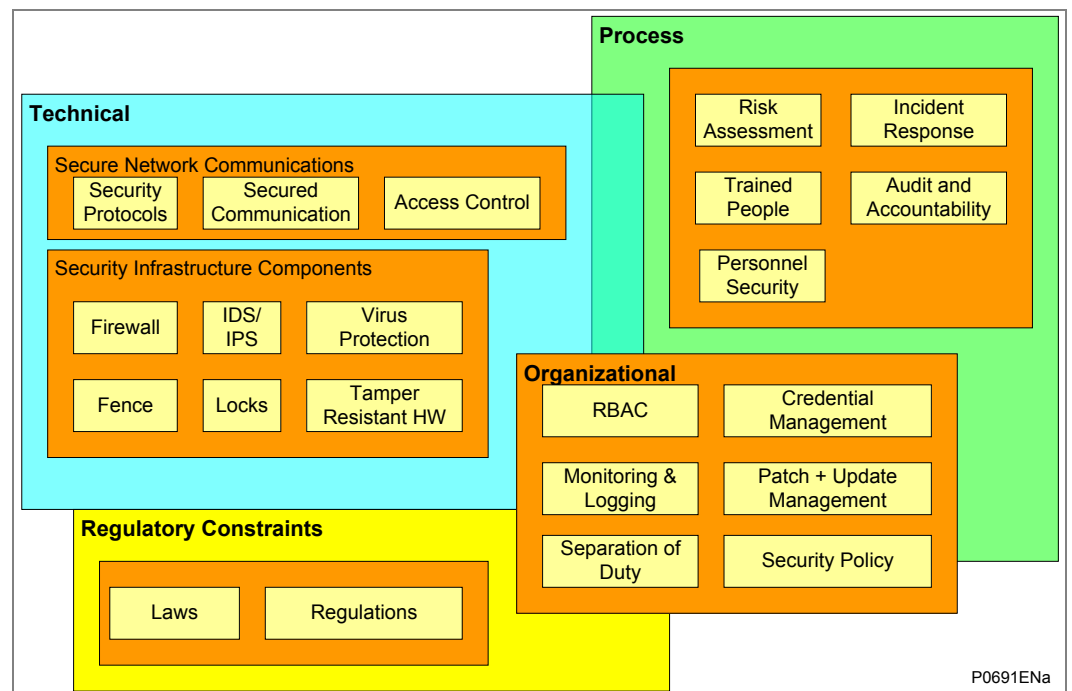 Process
Risk
Assessment
Incident
Response
Trained
People
Audit and
Accountability
Personnel
Security
Technical
Secure Network Communications
Security
Protocols
Secured
Communication
Access Control
Security Infrastructure Components
Firewall
IDS/
IPS
Virus
Protection
Fence
Locks
Tamper
Resistant HW
Organizational
RBAC
Credential
Management
Monitoring &
Logging
Patch + Update
Management
Separation of
Duty
Security Policy
Regulatory Constraints
Laws
Regulations
P0691ENa